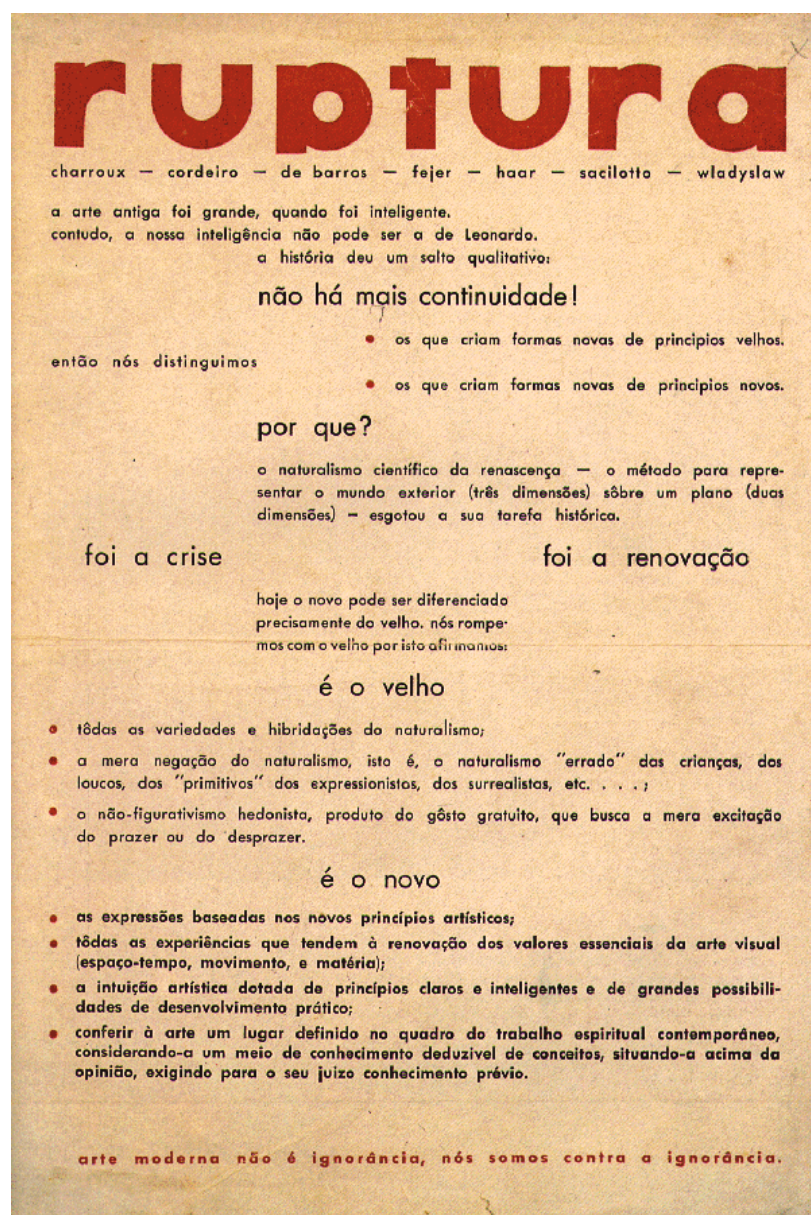 ruptura
charroux — cordeiro — de barros — fejer — haar — sacilotto — wladyslaw
a arte antiga foi grande, quando foi inteligente.
contudo, a nossa inteligência não pode ser a de Leonardo.
a história deu um salto qualitativo:
não há mais continuidade!
• os que criam formas novas de principios velhos.
então nós distinguimos
• os que criam formas novas de principios novos.
por que?
o naturalismo científico da renascença — o método para repre-
sentar o mundo exterior (três dimensões) sôbre um plano (duas
dimensões) — esgotou a sua tarefa histórica.
foi a crise foi a renovação
hoje o novo pode ser diferenciado
precisamente do velho. nós rompe-
mos com o velho por isto afirmamos:
é o velho
• tôdas as variedades e hibridações do naturalismo;
• a mera negação do naturalismo, isto é, o naturalismo "errado" das crianças, dos
loucos, dos "primitivos" dos expressionistas, dos surrealistas, etc. . . . ;
• o não-figurativismo hedonista, produto do gôsto gratuito, que busca a mera excitação
do prazer ou do desprazer.
é o novo
• as expressões baseadas nos novos princípios artísticos;
• tôdas as experiências que tendem à renovação dos valores essenciais da arte visual
(espaço-tempo, movimento, e matéria);
• a intuição artística dotada de princípios claros e inteligentes e de grandes possibili-
dades de desenvolvimento prático;
• conferir à arte um lugar definido no quadro do trabalho espiritual contemporâneo,
considerando-a um meio de conhecimento deduzivel de conceitos, situando-a acima da
opinião, exigindo para o seu juizo conhecimento prévio.
arte moderna não é ignorância, nós somos contra a ignorância.